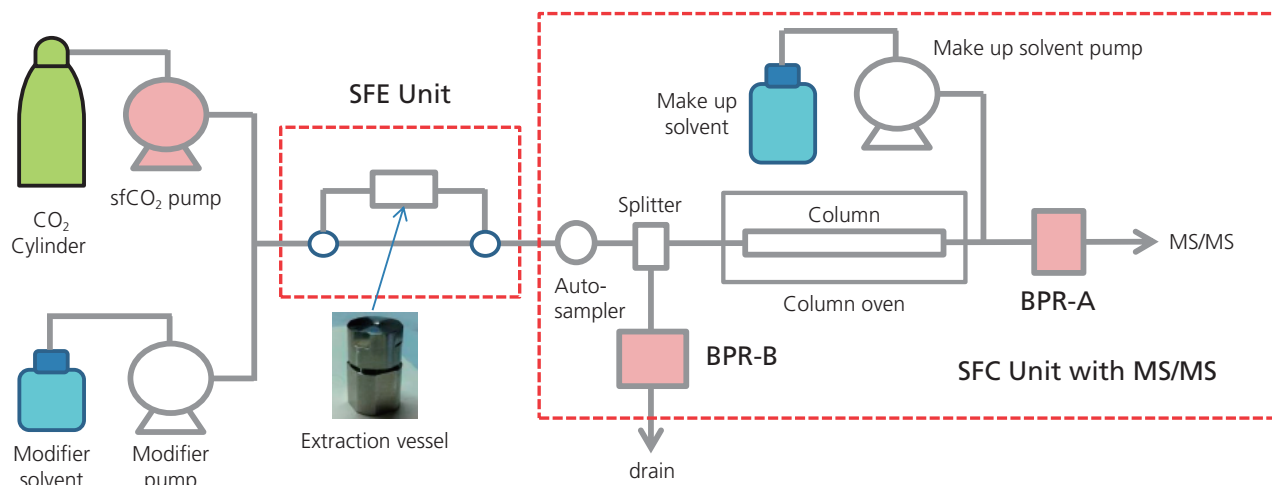 CO₂
Cylinder
sfCO₂ pump
Modifier
solvent
Modifier
pump
SFE Unit
Extraction vessel
Make up
solvent
Make up solvent pump
Auto-
sampler
Splitter
Column
Column oven
BPR-A
MS/MS
BPR-B
drain
SFC Unit with MS/MS